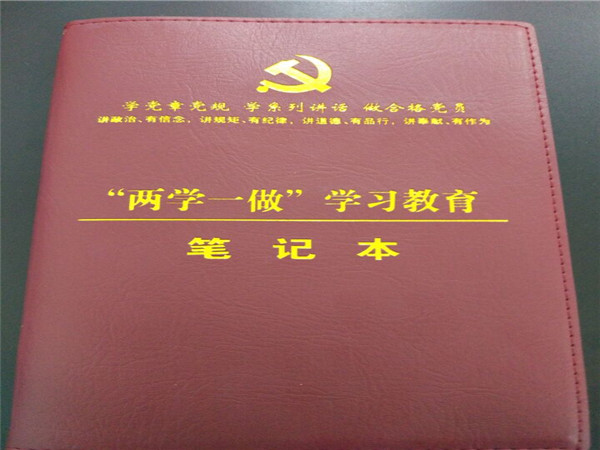 学党章党规 学系列讲话 做合格党员
讲政治、有信念，讲规矩、有纪律，讲道德、有品行，讲奉献、有作为
“两学一做”学习教育
笔记本